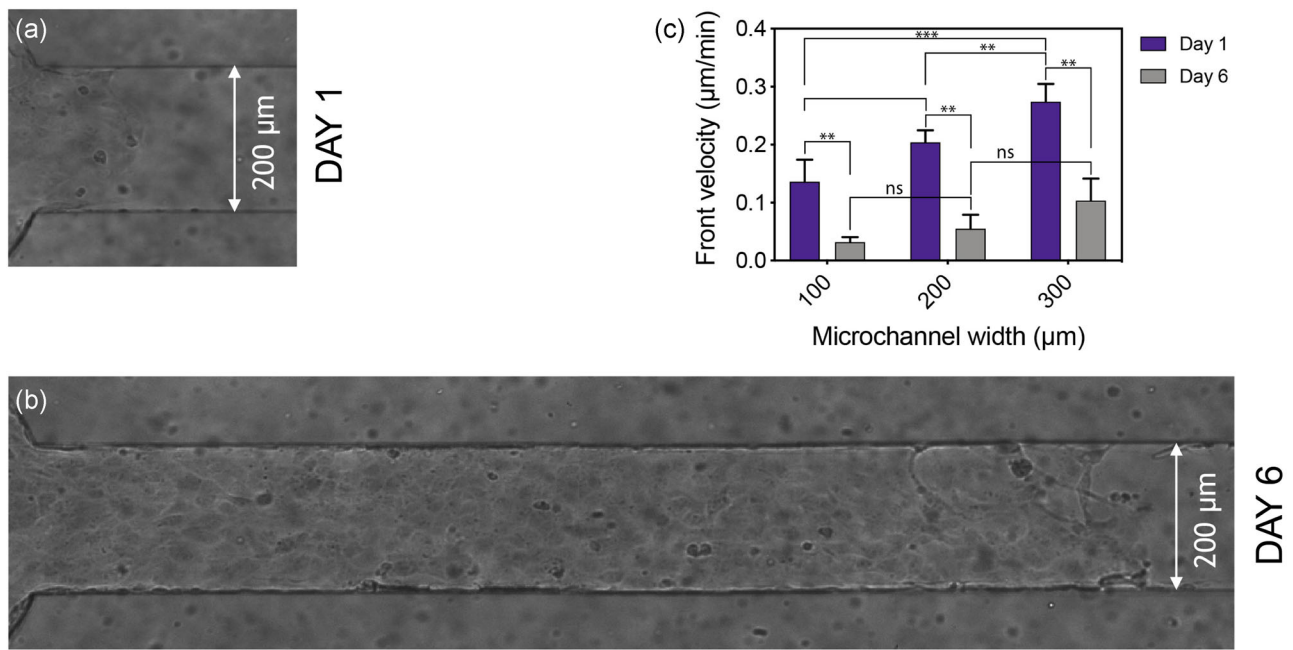 (a)
200 µm
DAY 1
(c)
Front velocity (µm/min)
0.4
0.3
0.2
0.1
0.0
***
**
**
**
**
ns
ns
100
200
300
Microchannel width (µm)
Day 1
Day 6
(b)
200 µm
DAY 6